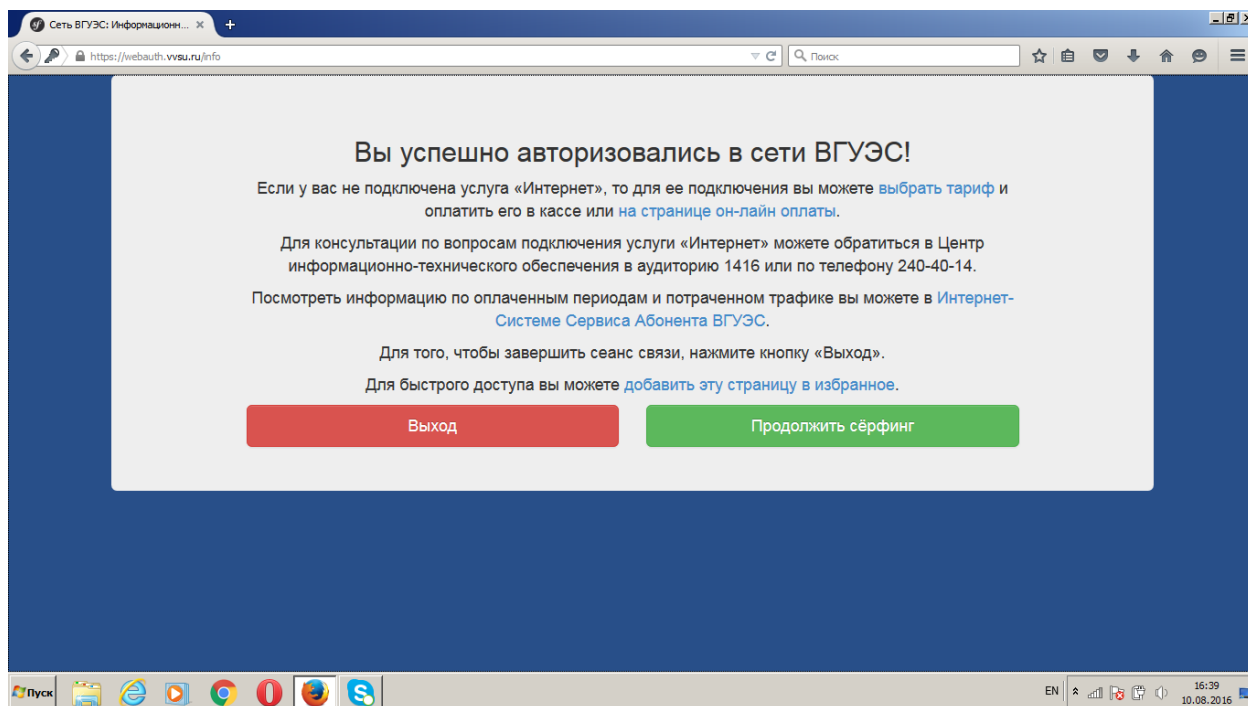 Сеть ВГУЭС: Информационн...
https://webauth.vvsu.ru/info
Поиск
Вы успешно авторизовались в сети ВГУЭС!
Если у вас не подключена услуга «Интернет», то для ее подключения вы можете выбрать тариф и
оплатить его в кассе или на странице он-лайн оплаты.
Для консультации по вопросам подключения услуги «Интернет» можете обратиться в Центр
информационно-технического обеспечения в аудиторию 1416 или по телефону 240-40-14.
Посмотреть информацию по оплаченным периодам и потраченном трафике вы можете в Интернет-
Системе Сервиса Абонента ВГУЭС.
Для того, чтобы завершить сеанс связи, нажмите кнопку «Выход».
Для быстрого доступа вы можете добавить эту страницу в избранное.
Выход
Продолжить сёрфинг
Пуск
EN
16:39
10.08.2016